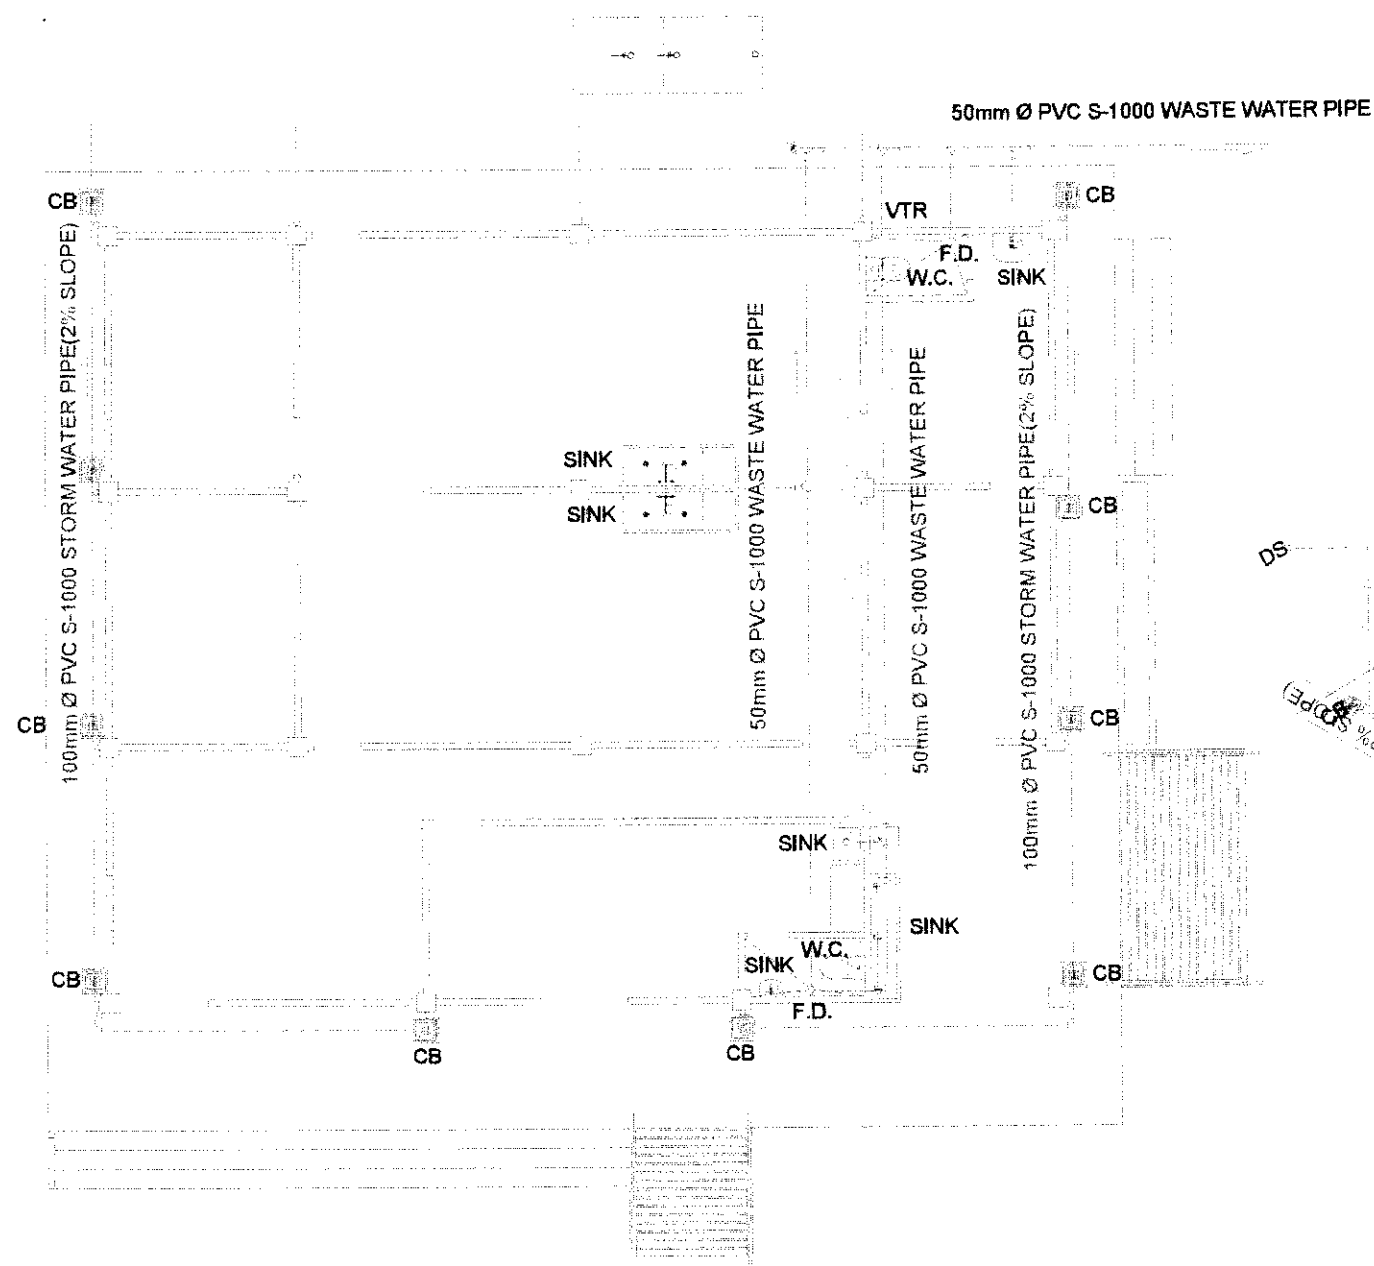 50mm Ø PVC S-1000 WASTE WATER PIPE
CB
CB
VTR
F.D.
W.C.
SINK
100mm Ø PVC S-1000 STORM WATER PIPE(2% SLOPE)
50mm Ø PVC S-1000 WASTE WATER PIPE
50mm Ø PVC S-1000 WASTE WATER PIPE
100mm Ø PVC S-1000 STORM WATER PIPE(2% SLOPE)
SINK
SINK
CB
DS
SLOPE)
CB
CB
SINK
SINK
W.C.
SINK
CB
CB
F.D.
CB
CB